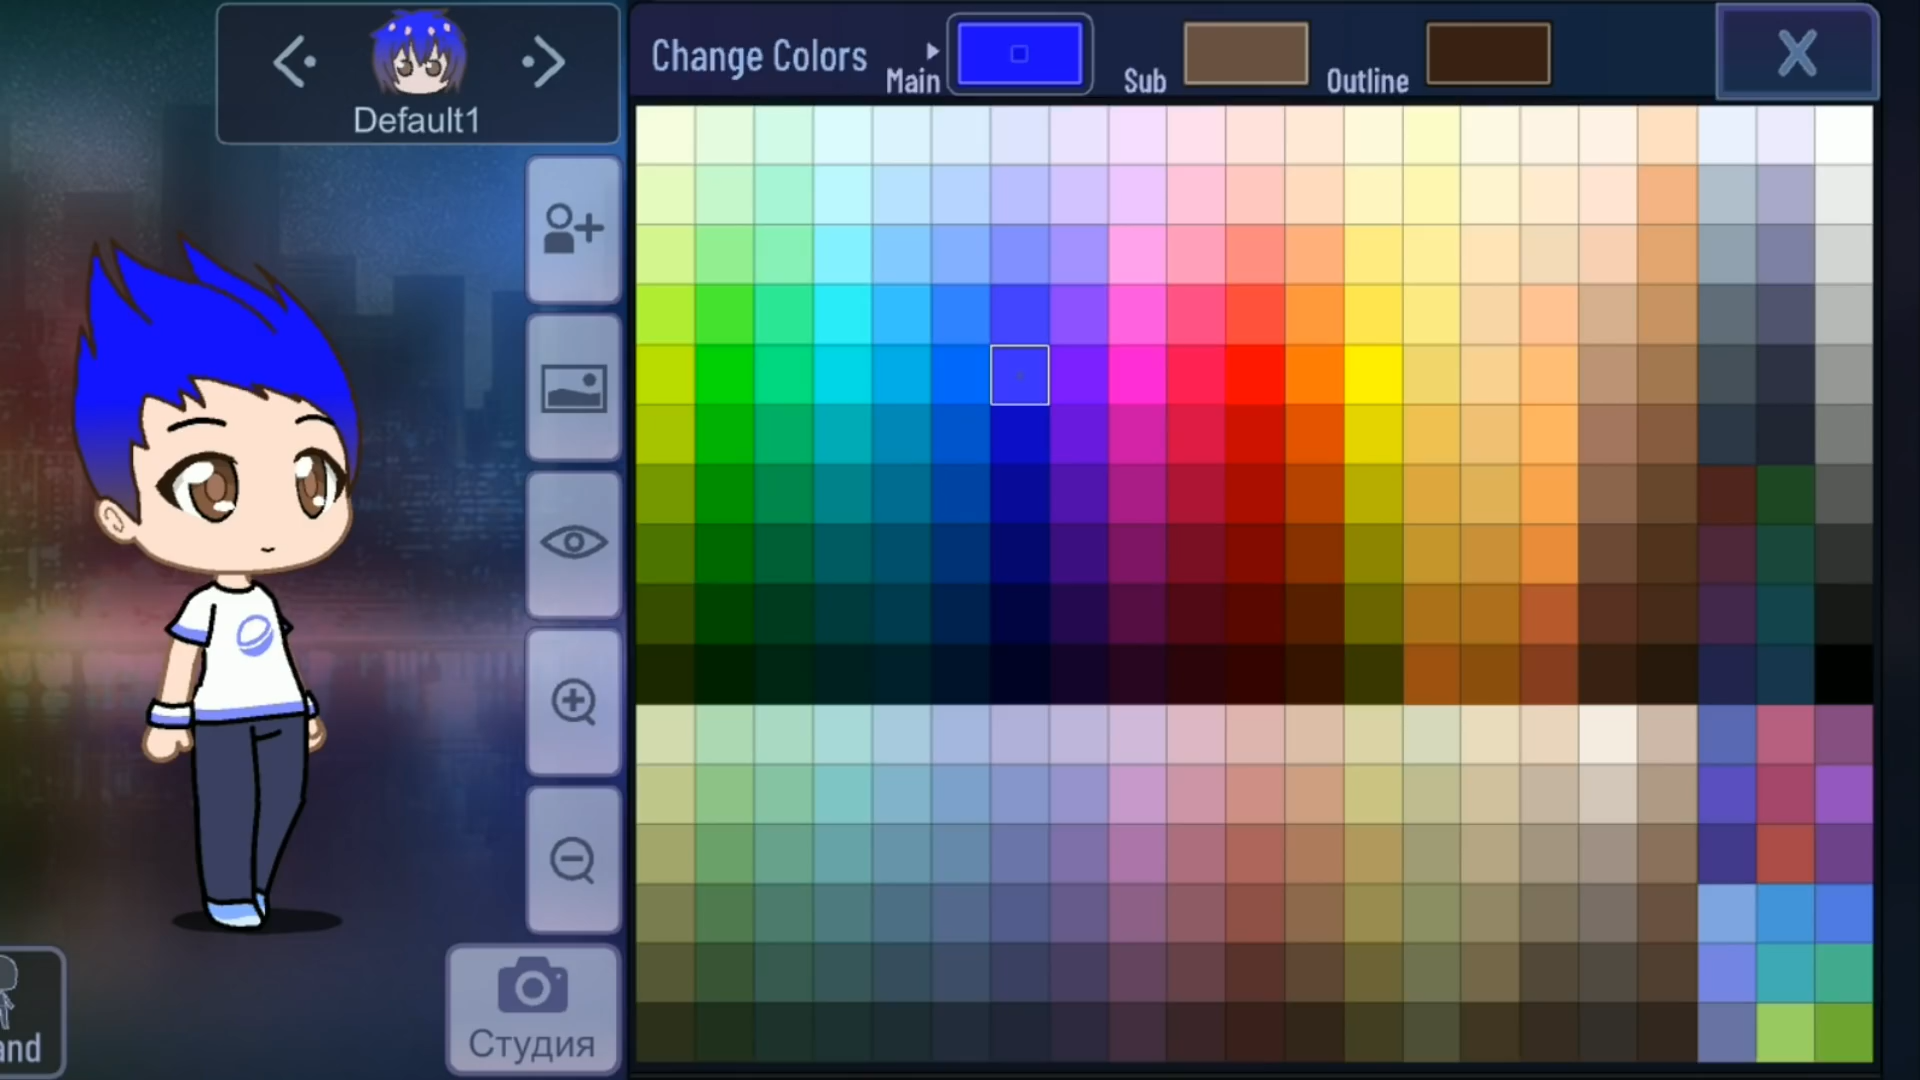 Default1
Change Colors
Main
Sub
Outline
X
Студия
and